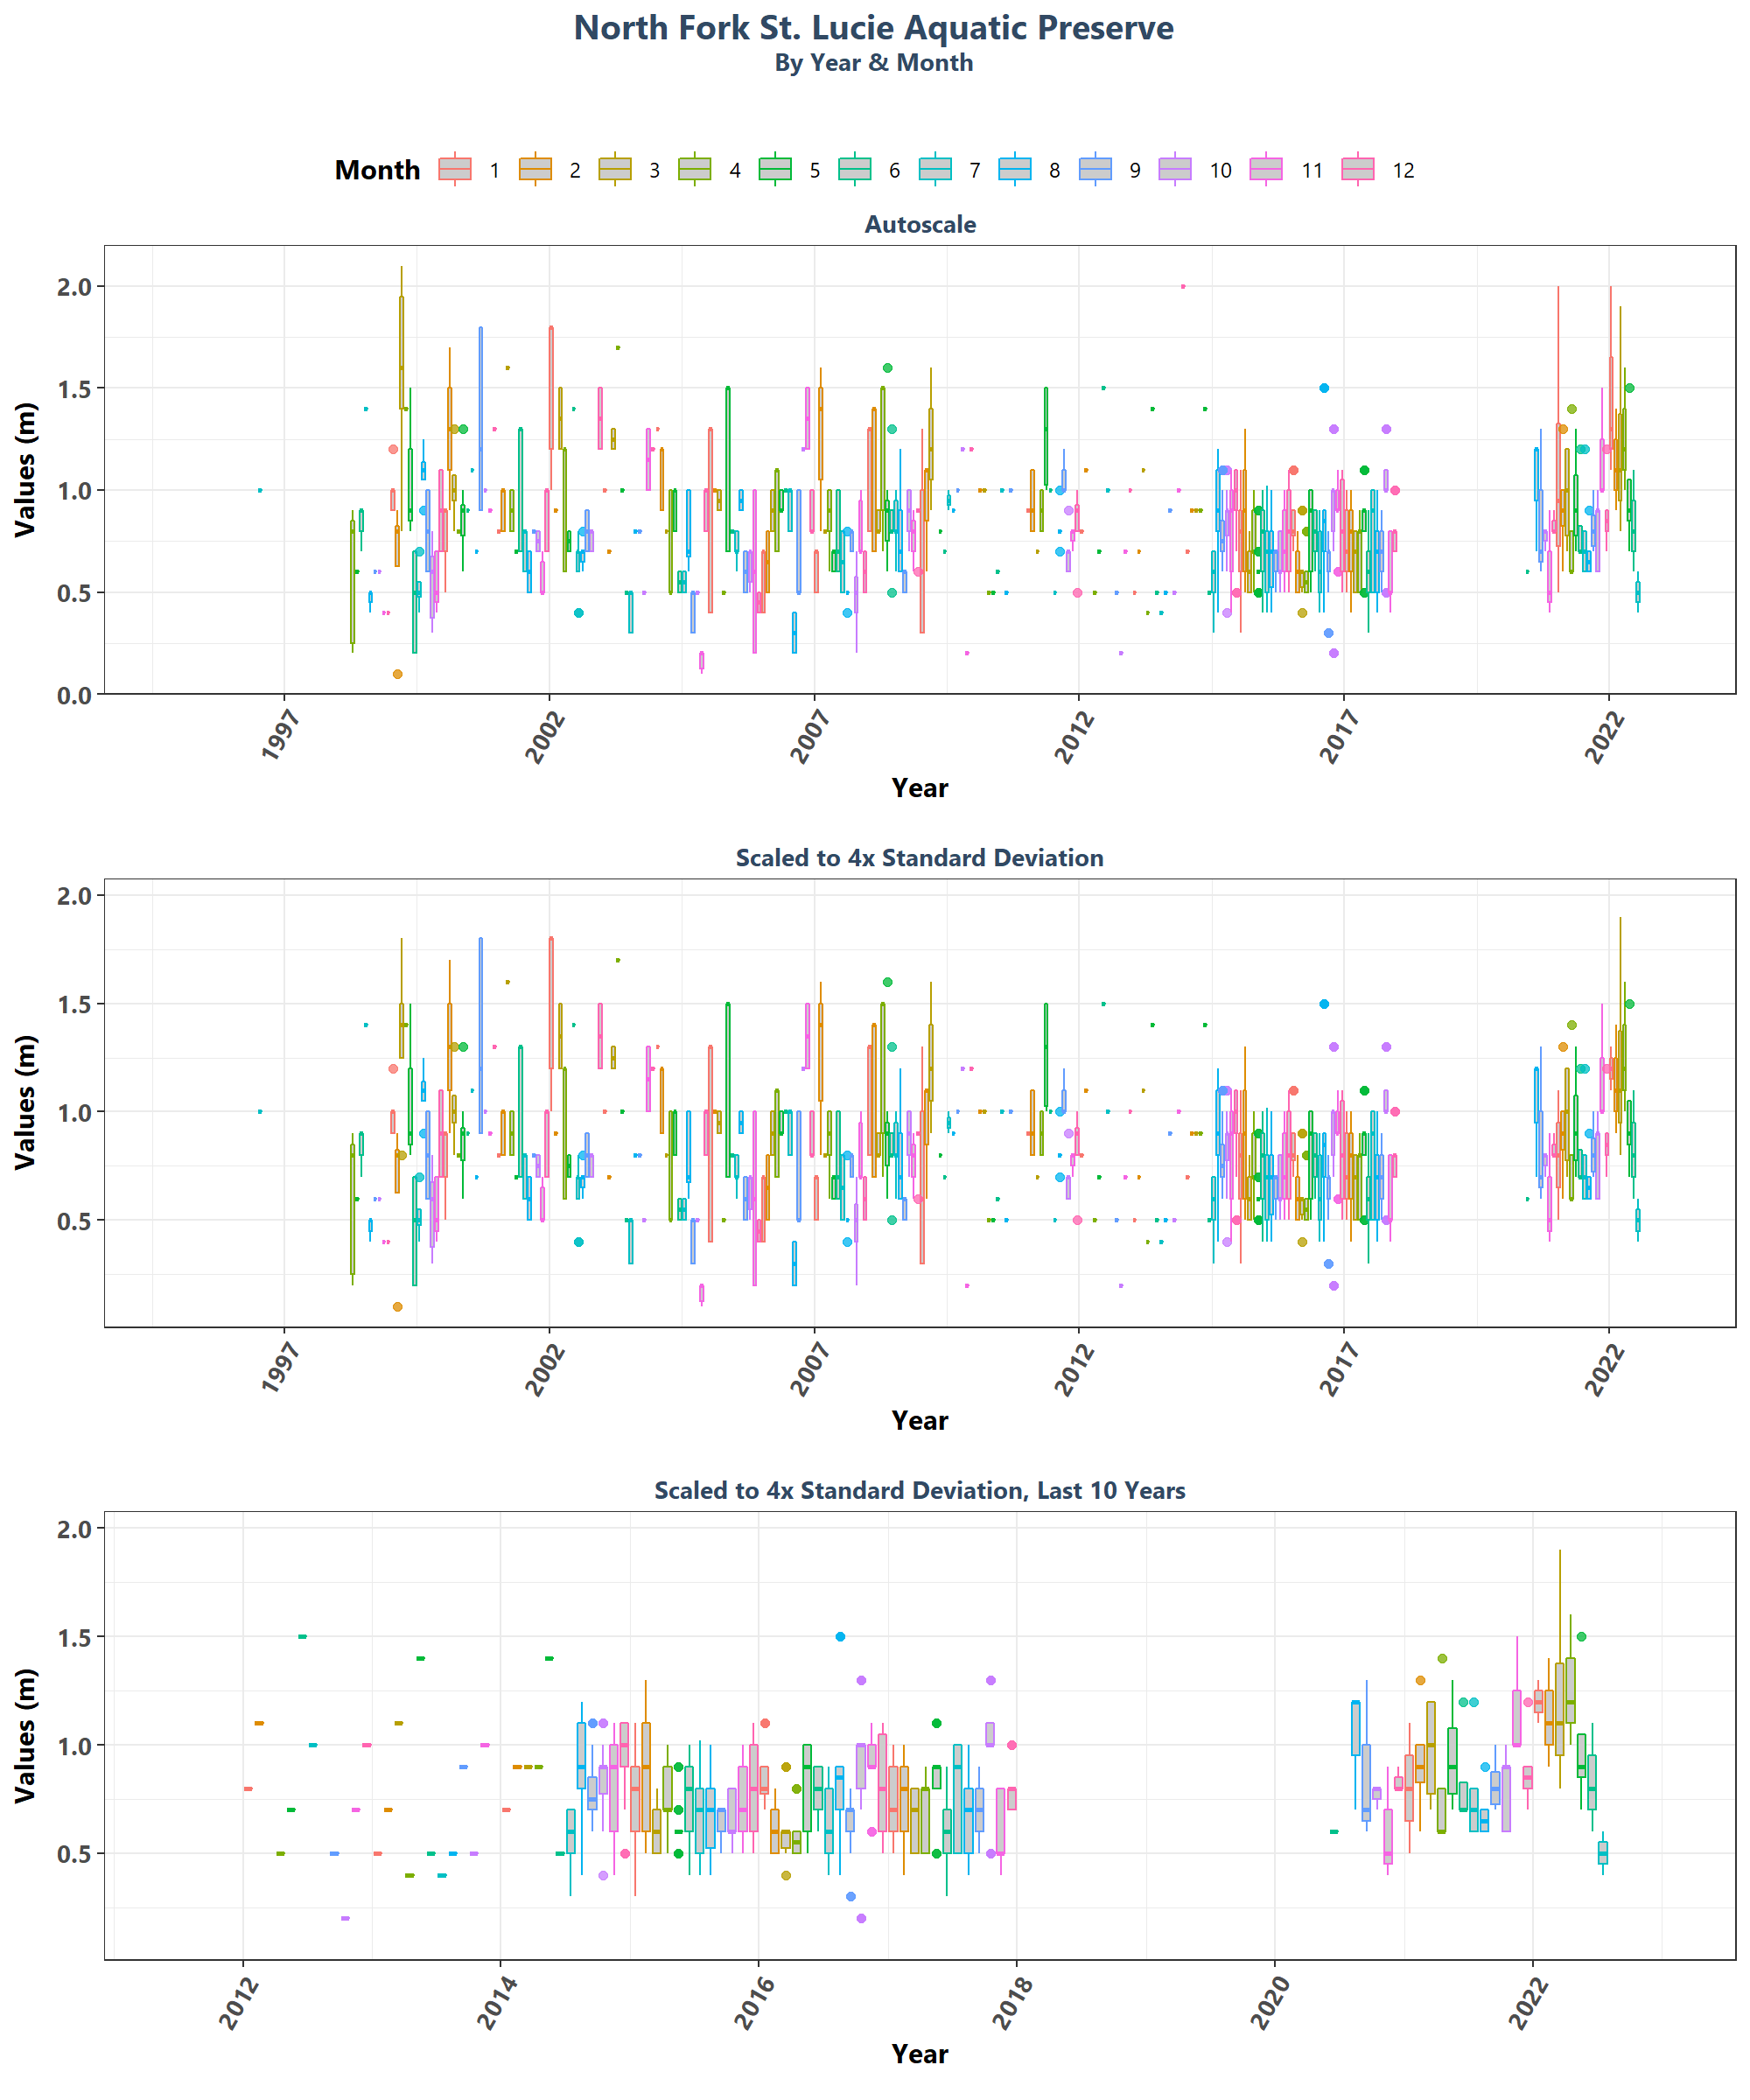 North Fork St. Lucie Aquatic Preserve
By Year & Month
Month 1 2 3 4 5 6 7 8 9 10 11 12
Autoscale
Values (m)
2.0
1.5
1.0
0.5
0.0
1997 2002 2007 2012 2017 2022
Year
Scaled to 4x Standard Deviation
Values (m)
2.0
1.5
1.0
0.5
1997 2002 2007 2012 2017 2022
Year
Scaled to 4x Standard Deviation, Last 10 Years
Values (m)
2.0
1.5
1.0
0.5
2012 2014 2016 2018 2020 2022
Year